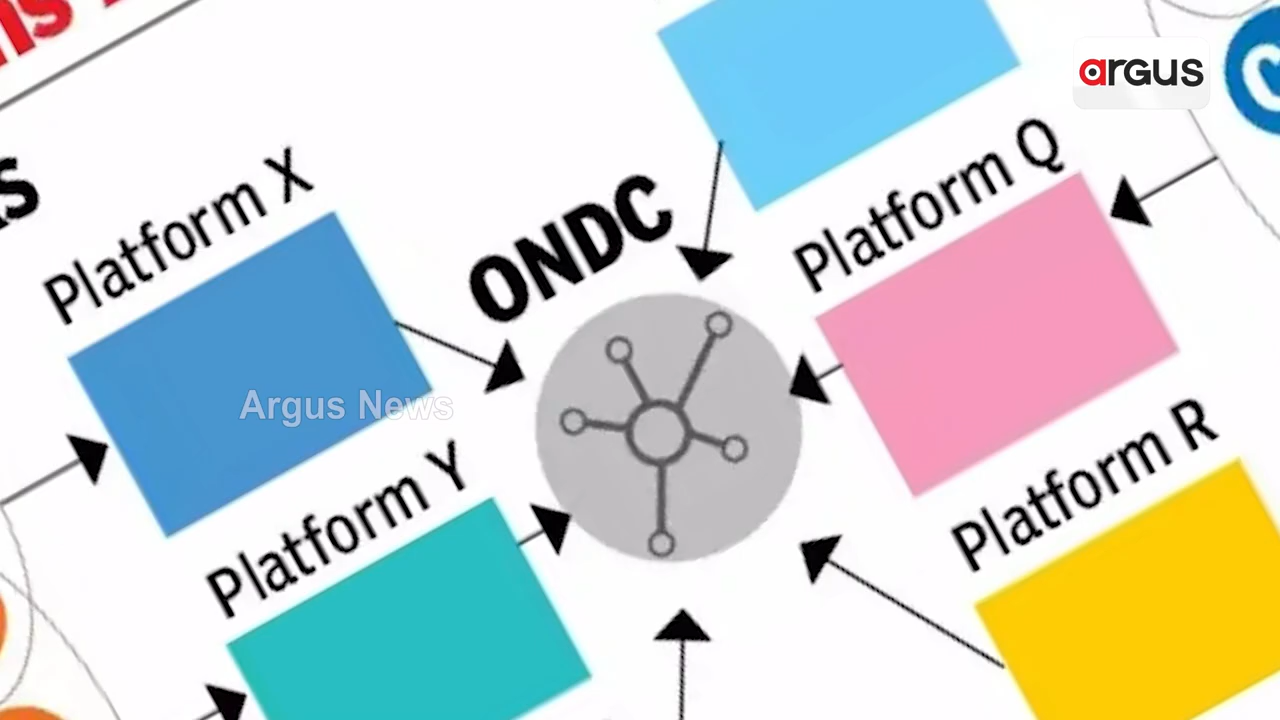 argus
Platform X
ONDC
Platform Q
Argus News
Platform Y
Platform R